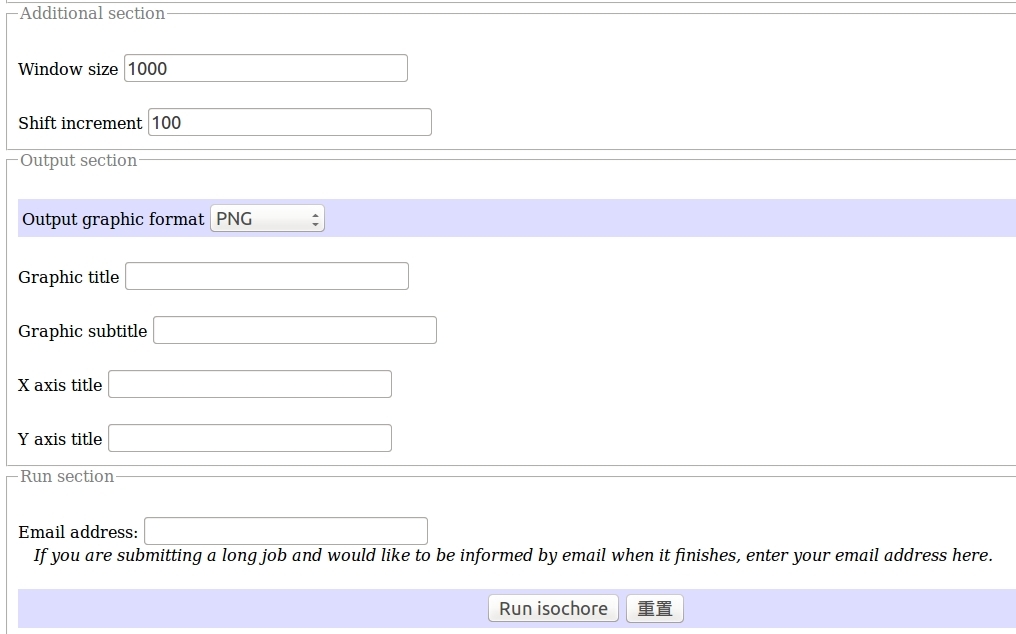 Additional section
Window size 1000
Shift increment 100
Output section
Output graphic format PNG
Graphic title
Graphic subtitle
X axis title
Y axis title
Run section
Email address:
If you are submitting a long job and would like to be informed by email when it finishes, enter your email address here.
Run isochore 重置